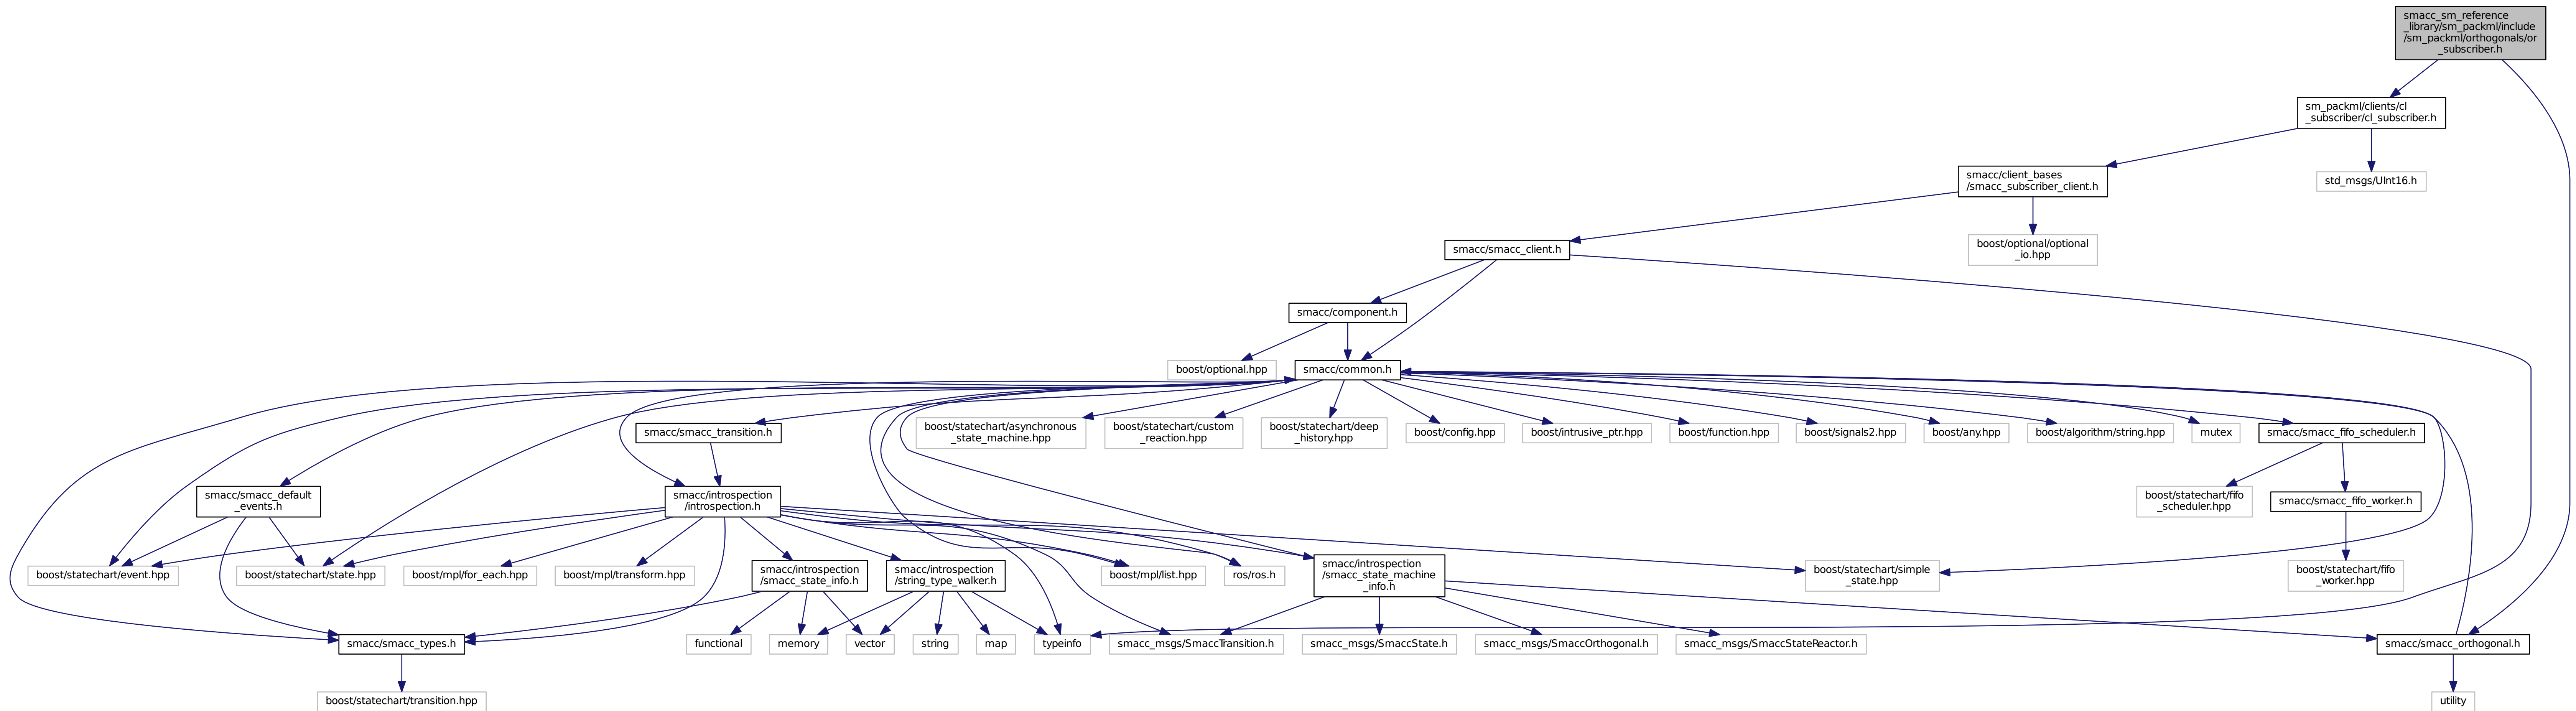 smacc_sm_reference
_library/sm_packml/include
/sm_packml/orthogonals/or
_subscriber.h
sm_packml/clients/cl
_subscriber/cl_subscriber.h
smacc/client_bases
/smacc_subscriber_client.h
std_msgs/UInt16.h
smacc/smacc_client.h
boost/optional/optional
_io.hpp
smacc/component.h
boost/optional.hpp
smacc/common.h
smacc/smacc_transition.h
boost/statechart/asynchronous
_state_machine.hpp
boost/statechart/custom
_reaction.hpp
boost/statechart/deep
_history.hpp
boost/config.hpp
boost/intrusive_ptr.hpp
boost/function.hpp
boost/signals2.hpp
boost/any.hpp
boost/algorithm/string.hpp
mutex
smacc/smacc_fifo_scheduler.h
smacc/smacc_default
_events.h
smacc/introspection
/introspection.h
boost/statechart/fifo
_scheduler.hpp
smacc/smacc_fifo_worker.h
boost/statechart/event.hpp
boost/statechart/state.hpp
boost/mpl/for_each.hpp
boost/mpl/transform.hpp
smacc/introspection
/smacc_state_info.h
smacc/introspection
/string_type_walker.h
boost/mpl/list.hpp
ros/ros.h
smacc/introspection
/smacc_state_machine
_info.h
boost/statechart/simple
_state.hpp
boost/statechart/fifo
_worker.hpp
smacc/smacc_types.h
functional
memory
vector
string
map
typeinfo
smacc_msgs/SmaccTransition.h
smacc_msgs/SmaccState.h
smacc_msgs/SmaccOrthogonal.h
smacc_msgs/SmaccStateReactor.h
smacc/smacc_orthogonal.h
boost/statechart/transition.hpp
utility